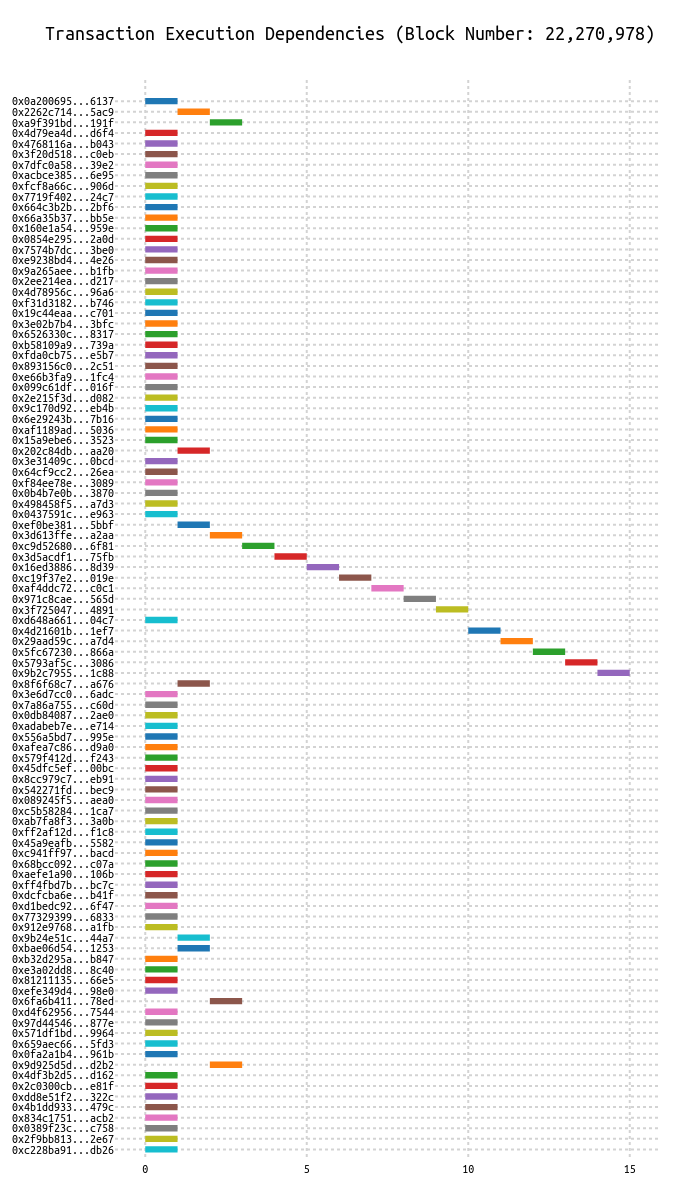 Transaction Execution Dependencies (Block Number: 22,270,978)
0x0a200695...6137
0x2262c714...5ac9
0xa9f391bd...191f
0x4d79ea4d...d6f4
0x4768116a...b043
0x3f20d518...c0eb
0x7dfc0a58...39e2
0xacbce385...6e95
0xfcf8a66c...906d
0x7719f402...24c7
0x664c3b2b...2bf6
0x66a35b37...bb5e
0x160e1a54...959e
0x0854e295...2a0d
0x7574b7dc...3be0
0xe9238bd4...4e26
0x9a265aee...b1fb
0x2ee214ea...d217
0x4d78956c...96a6
0xf31d3182...b746
0x19c44eaa...c701
0x3e02b7b4...3bfc
0x6526330c...8317
0xb58109a9...739a
0xfda0cb75...e5b7
0x893156c0...2c51
0xe66b3fa9...1fc4
0x099c61df...016f
0x2e215f3d...d082
0x9c170d92...eb4b
0x6e29243b...7b16
0xaf1189ad...5036
0x15a9ebe6...3523
0x202c84db...aa20
0x3e31409c...0bcd
0x64cf9cc2...26ea
0xf84ee78e...3089
0x0b4b7e0b...3870
0x498458f5...a7d3
0x0437591c...e963
0xef0be381...5bbf
0x3d613ffe...a2aa
0xc9d52680...6f81
0x3d5acdf1...75fb
0x16ed3886...8d39
0xc19f37e2...019e
0xaf4ddc72...c0c1
0x971c8cae...565d
0x3f725047...4891
0xd648a661...04c7
0x4d21601b...1ef7
0x29aad59c...a7d4
0x5fc67230...866a
0x5793af5c...3086
0x9b2c7955...1c88
0x8f6f68c7...a676
0x3e6d7cc0...6adc
0x7a86a755...c60d
0x0db84087...2ae0
0xadabeb7e...e714
0x556a5bd7...995e
0xafea7c86...d9a0
0x579f412d...f243
0x45dfc5ef...00bc
0x8cc979c7...eb91
0x542271fd...bec9
0x089245f5...aea0
0xc5b58284...1ca7
0xab7fa8f3...3a0b
0xff2af12d...f1c8
0x45a9eafb...5582
0xc941ff97...bacd
0x68bcc092...c07a
0xaefe1a90...106b
0xff4fbd7b...bc7c
0xdcfcba6e...b41f
0xd1bedc92...6f47
0x77329399...6833
0x912e9768...a1fb
0x9b24e51c...44a7
0xbae06d54...1253
0xb32d295a...b847
0xe3a02dd8...8c40
0x81211135...66e5
0xefe349d4...98e0
0x6fa6b411...78ed
0xd4f62956...7544
0x97d44546...877e
0x571df1bd...9964
0x659aec66...5fd3
0x0fa2a1b4...961b
0x9d925d5d...d2b2
0x4df3b2d5...d162
0x2c0300cb...e81f
0xdd8e51f2...322c
0x4b1dd933...479c
0x834c1751...acb2
0x0389f23c...c758
0x2f9bb813...2e67
0xc228ba91...db26
0 5 10 15